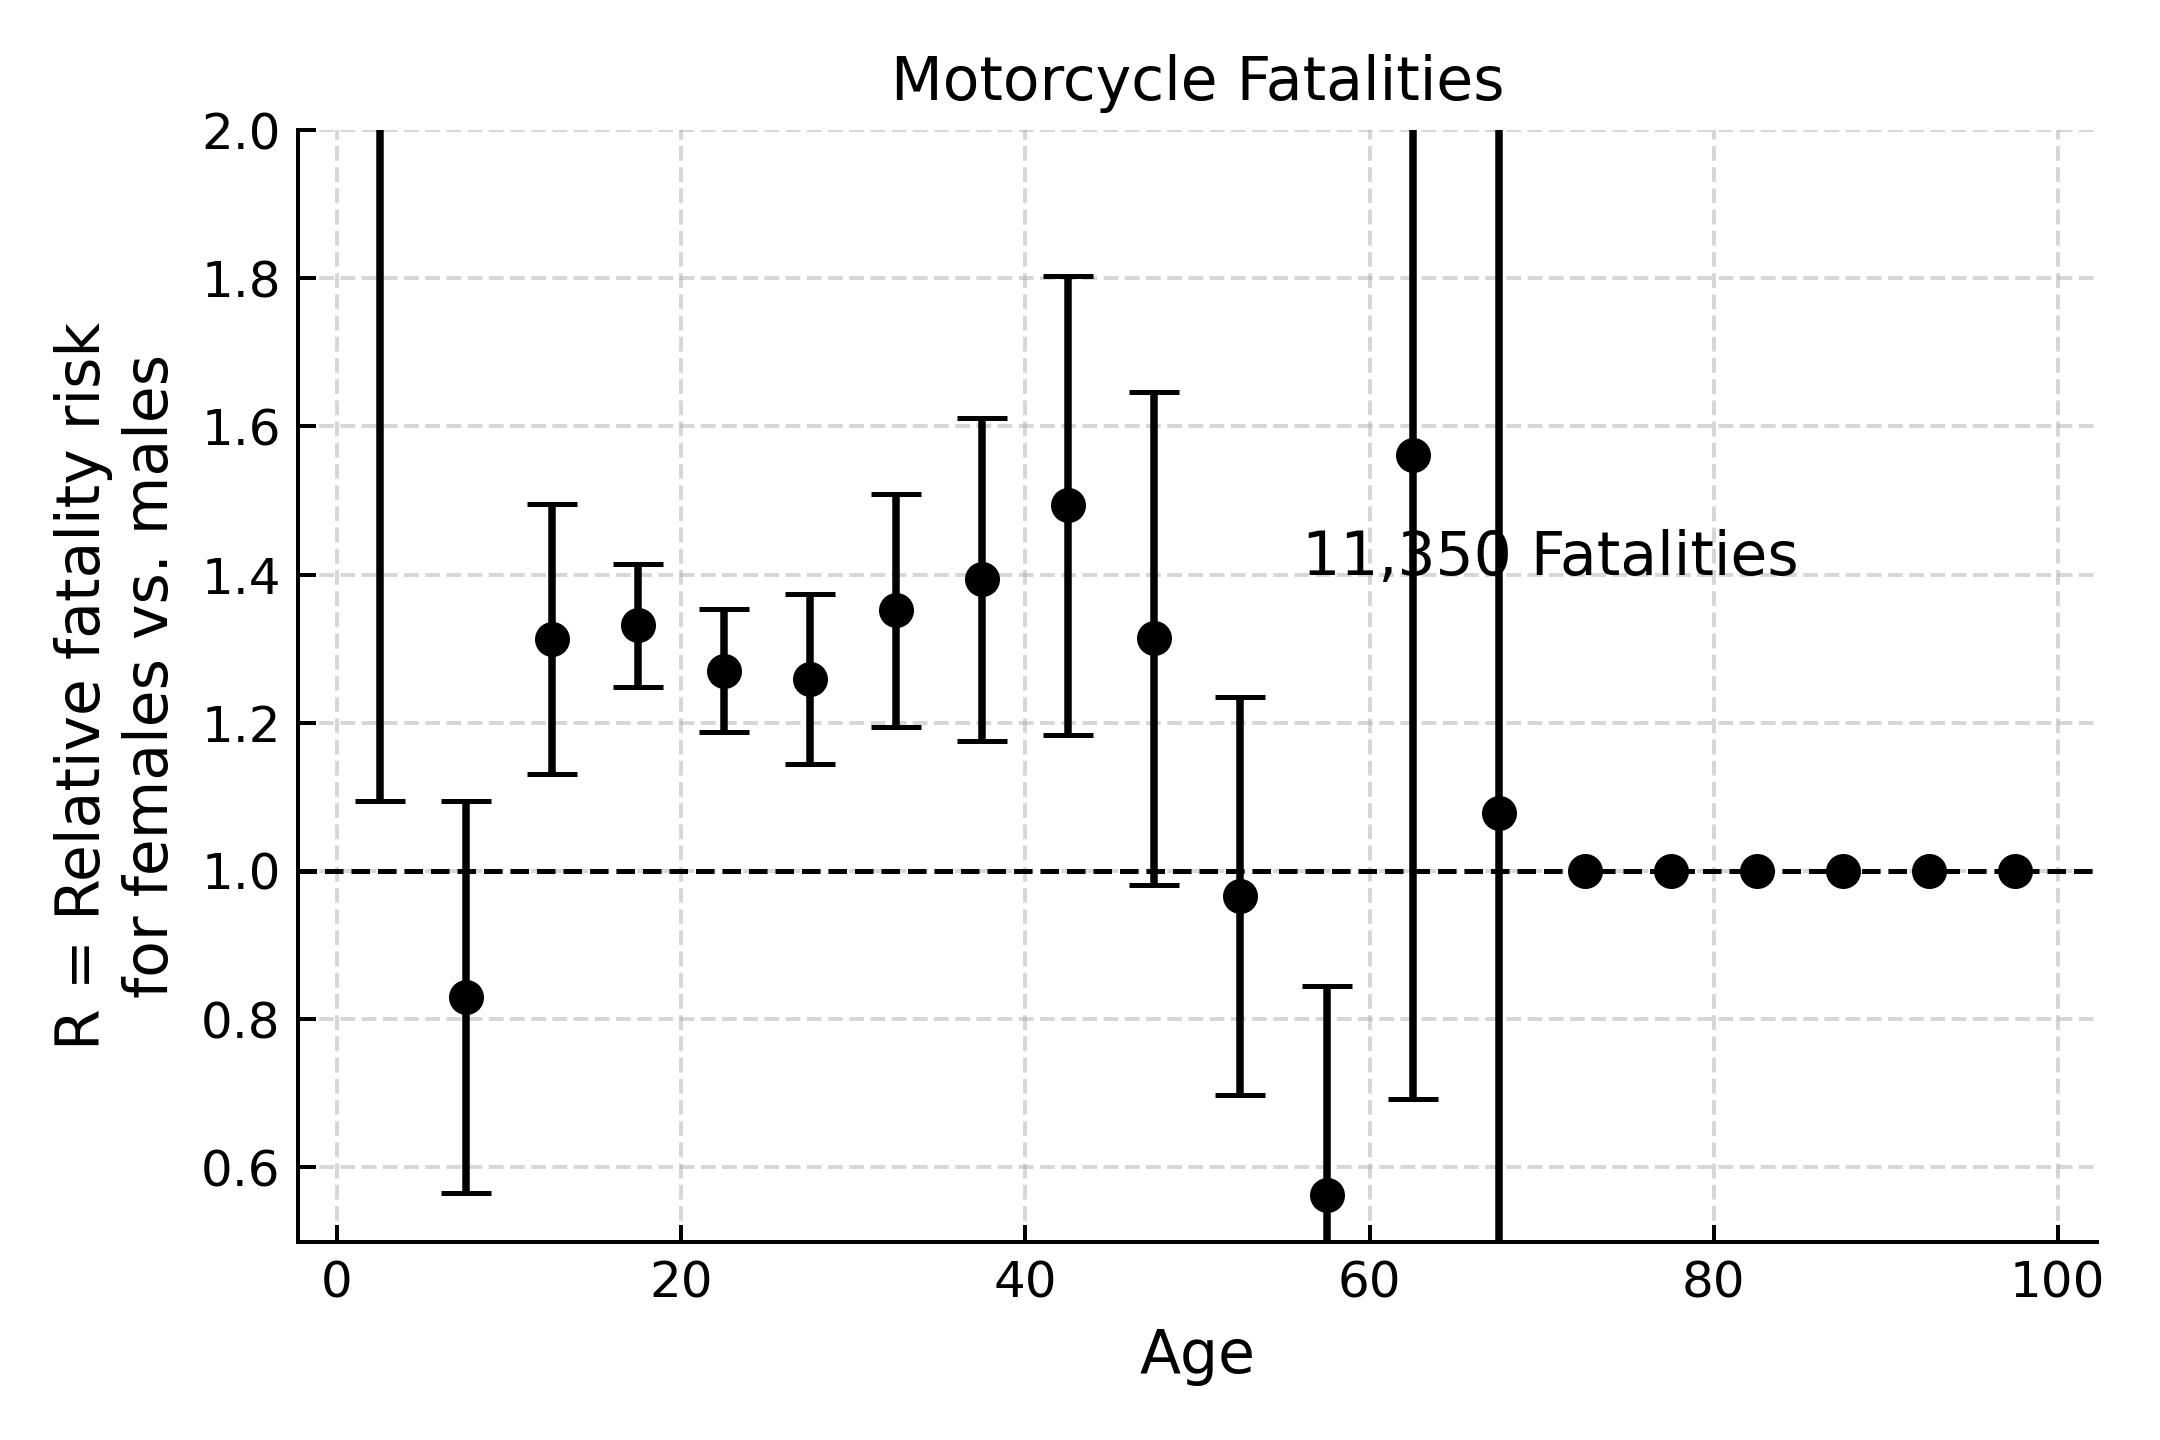 Motorcycle Fatalities
R = Relative fatality risk
for females vs. males
2.0
1.8
1.6
1.4
1.2
1.0
0.8
0.6
11,350 Fatalities
0 20 40 60 80 100
Age